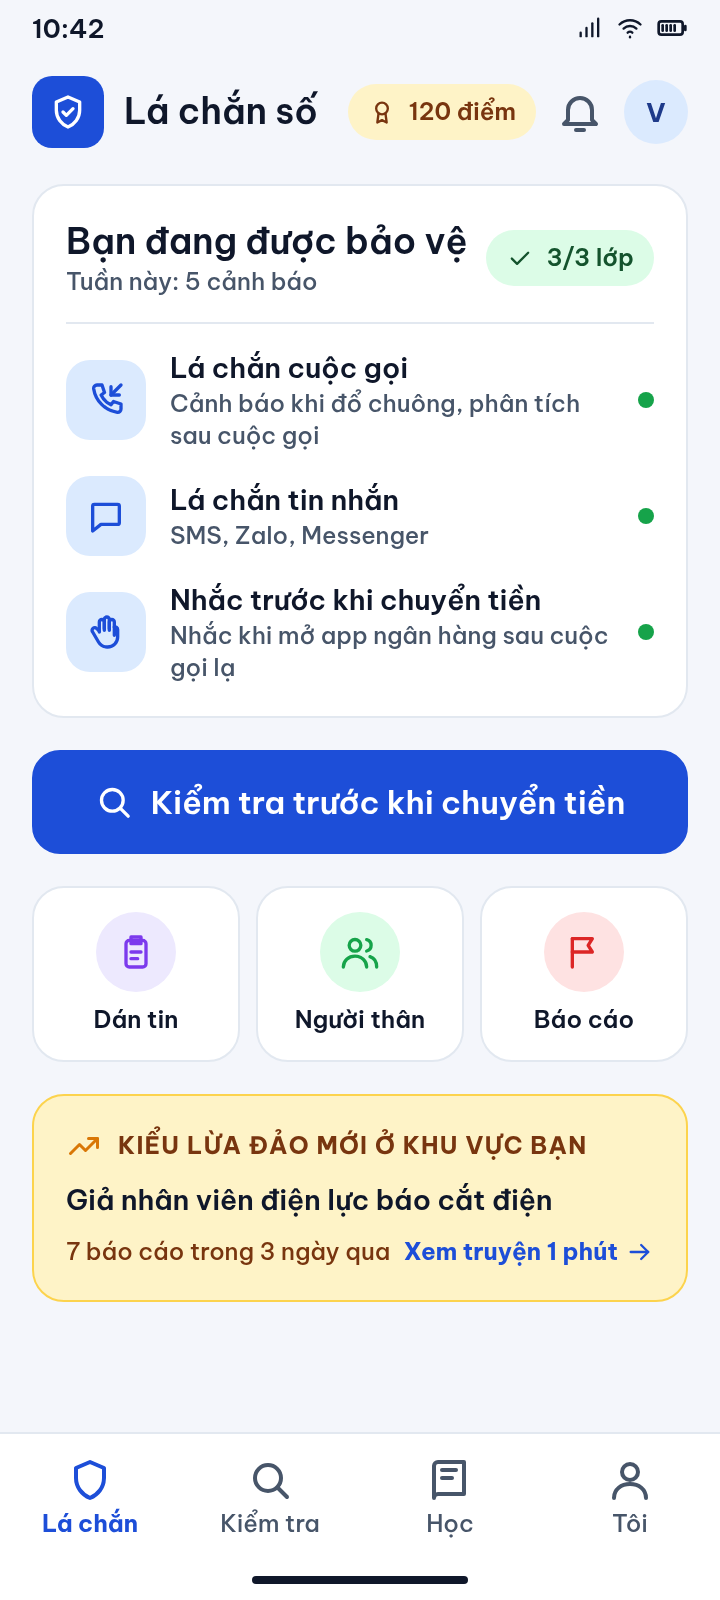 10:42
Lá chắn số
120 điểm
V
Bạn đang được bảo vệ
Tuần này: 5 cảnh báo
3/3 lớp
Lá chắn cuộc gọi
Cảnh báo khi đổ chuông, phân tích
sau cuộc gọi
Lá chắn tin nhắn
SMS, Zalo, Messenger
Nhắc trước khi chuyển tiền
Nhắc khi mở app ngân hàng sau cuộc
gọi lạ
Kiểm tra trước khi chuyển tiền
Dán tin
Người thân
Báo cáo
KIỂU LỪA ĐẢO MỚI Ở KHU VỰC BẠN
Giả nhân viên điện lực báo cắt điện
7 báo cáo trong 3 ngày qua Xem truyện 1 phút →
Lá chắn
Kiểm tra
Học
Tôi